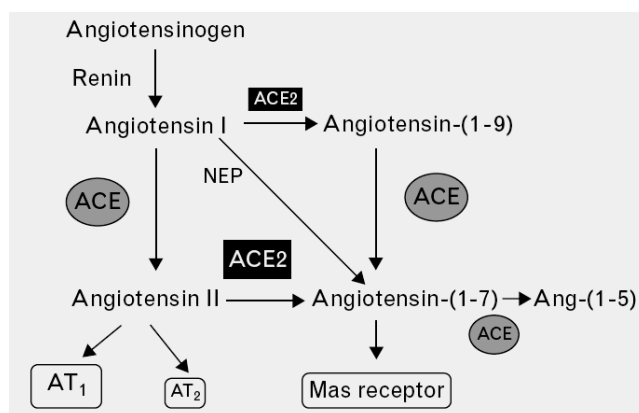 Angiotensinogen
Renin
ACE2
Angiotensin I
Angiotensin-(1-9)
NEP
ACE
ACE
ACE2
Angiotensin II
Angiotensin-(1-7)
Ang-(1-5)
ACE
AT₁
AT₂
Mas receptor